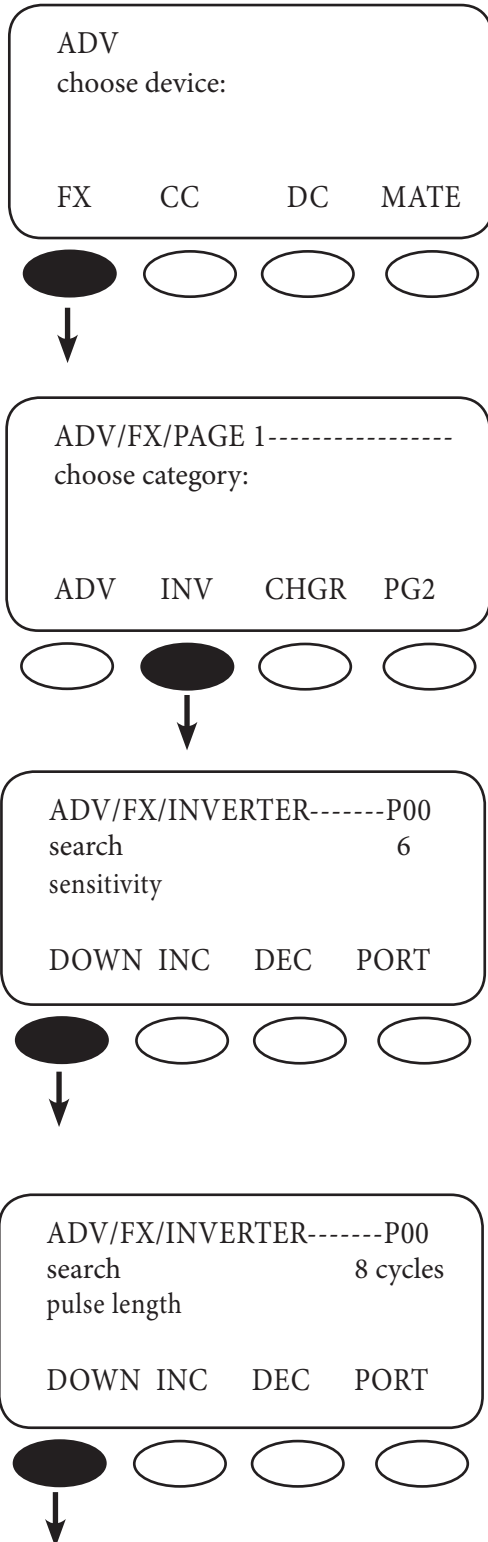 ADV
choose device:
FX CC DC MATE
ADV/FX/PAGE 1-----------------
choose category:
ADV INV CHGR PG2
ADV/FX/INVERTER-------P00
search 6
sensitivity
DOWN INC DEC PORT
ADV/FX/INVERTER-------P00
search 8 cycles
pulse length
DOWN INC DEC PORT